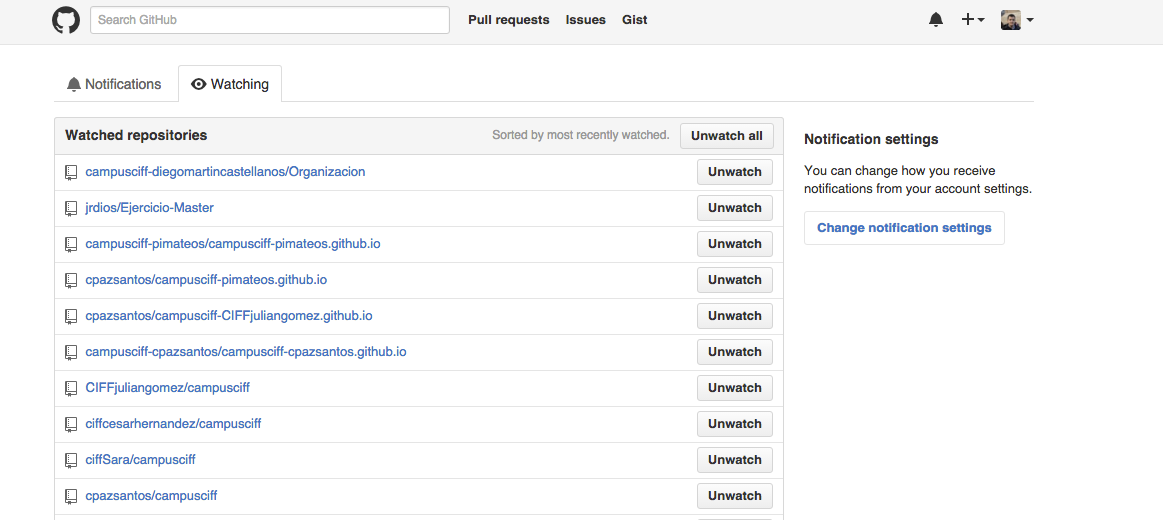 Search GitHub
Pull requests Issues Gist
Notifications Watching
Watched repositories Sorted by most recently watched. Unwatch all
campusciff-diegomartincastellanos/Organizacion Unwatch
jrdios/Ejercicio-Master Unwatch
campusciff-pimateos/campusciff-pimateos.github.io Unwatch
cpazsantos/campusciff-pimateos.github.io Unwatch
cpazsantos/campusciff-CIFFjuliangomez.github.io Unwatch
campusciff-cpazsantos/campusciff-cpazsantos.github.io Unwatch
CIFFjuliangomez/campusciff Unwatch
ciffcesarhernandez/campusciff Unwatch
ciffSara/campusciff Unwatch
cpazsantos/campusciff Unwatch
Notification settings
You can change how you receive
notifications from your account settings.
Change notification settings